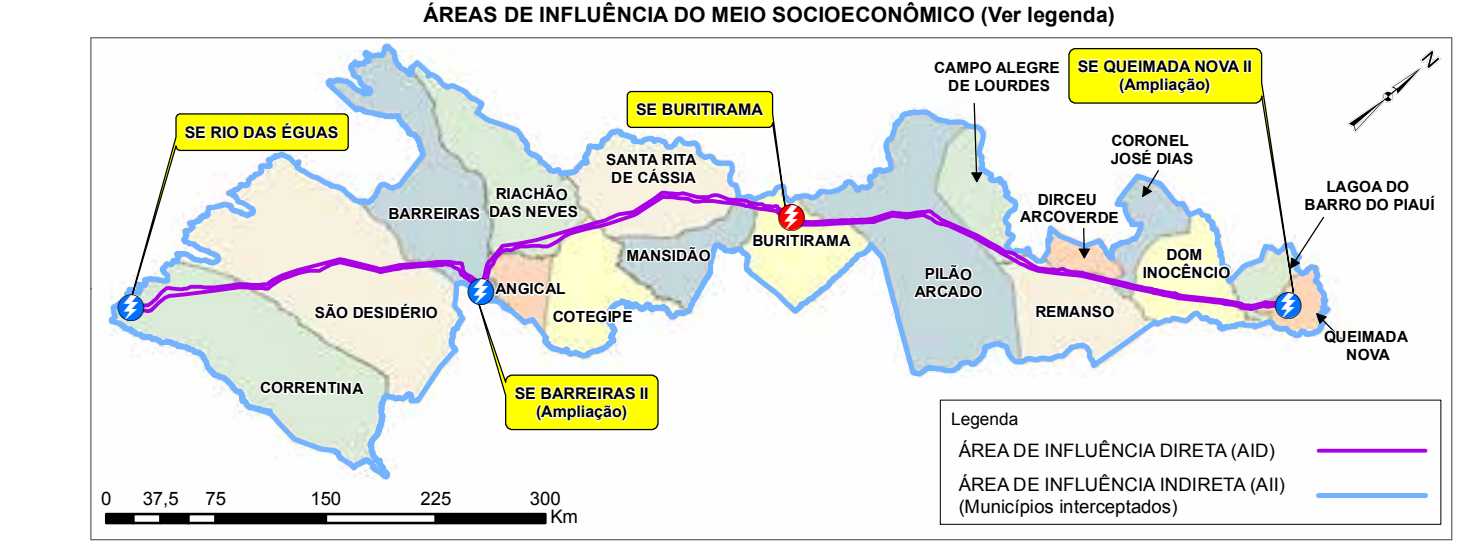 ÁREAS DE INFLUÊNCIA DO MEIO SOCIOECONÔMICO (Ver legenda)
N
CAMPO ALEGRE
DE LOURDES
SE QUEIMADA NOVA II
(Ampliação)
SE BURITIRAMA
SE RIO DAS ÉGUAS
CORONEL
JOSÉ DIAS
SANTA RITA
DE CÁSSIA
LAGOA DO
BARRO DO PIAUÍ
RIACHÃO
DAS NEVES
BARREIRAS
DIRCEU
ARCOVERDE
BURITIRAMA
MANSIDÃO
DOM
INOCÊNCIO
PILÃO
ARCADO
ANGICAL
SÃO DESIDÉRIO
COTEGIPE
REMANSO
QUEIMADA
NOVA
CORRENTINA
SE BARREIRAS II
(Ampliação)
Legenda
ÁREA DE INFLUÊNCIA DIRETA (AID)
ÁREA DE INFLUÊNCIA INDIRETA (AII)
(Municípios interceptados)
0 37,5 75 150 225 300
Km